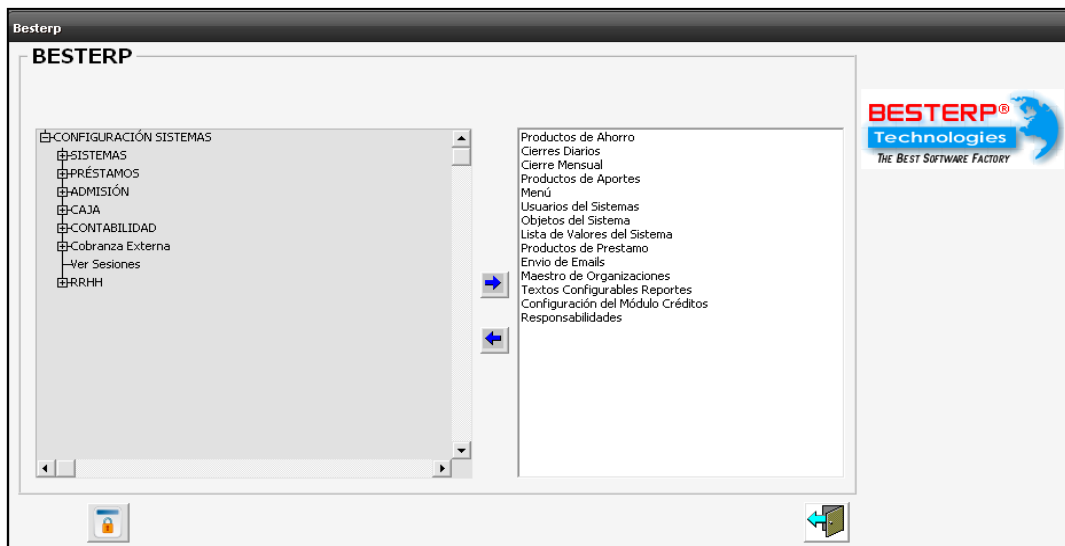 Besterp
BESTERP
CONFIGURACIÓN SISTEMAS
SISTEMAS
PRÉSTAMOS
ADMISIÓN
CAJA
CONTABILIDAD
Cobranza Externa
Ver Sesiones
RRHH
Productos de Ahorro
Cierres Diarios
Cierre Mensual
Productos de Aportes
Menú
Usuarios del Sistemas
Objetos del Sistema
Lista de Valores del Sistema
Productos de Prestamo
Envio de Emails
Maestro de Organizaciones
Textos Configurables Reportes
Configuración del Módulo Créditos
Responsabilidades
BESTERP®
Technologies
THE BEST SOFTWARE FACTORY